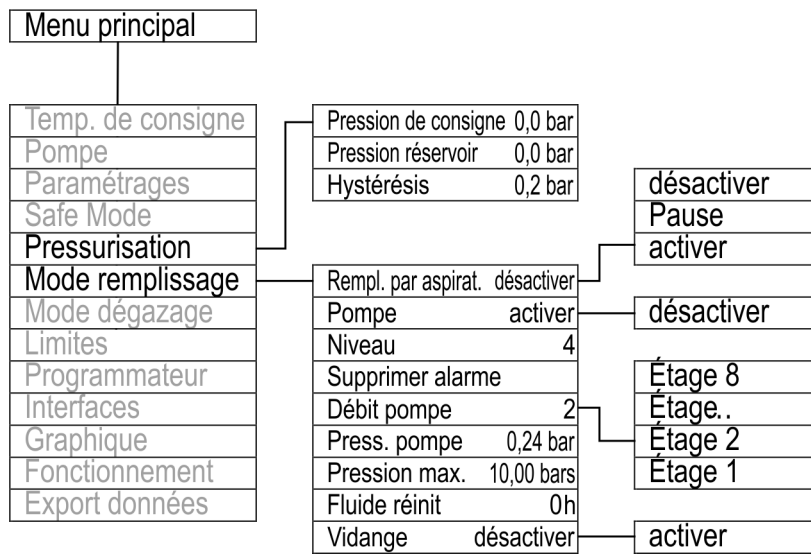 Menu principal
Temp. de consigne
Pompe
Paramétrages
Safe Mode
Pressurisation
Mode remplissage
Mode dégazage
Limites
Programmateur
Interfaces
Graphique
Fonctionnement
Export données
Pression de consigne 0,0 bar
Pression réservoir 0,0 bar
Hystérésis 0,2 bar
Rempl. par aspirat. désactiver
Pompe activer
Niveau 4
Supprimer alarme
Débit pompe 2
Press. pompe 0,24 bar
Pression max. 10,00 bars
Fluide réinit 0h
Vidange désactiver
désactiver
Pause
activer
désactiver
Étage 8
Étage..
Étage 2
Étage 1
activer